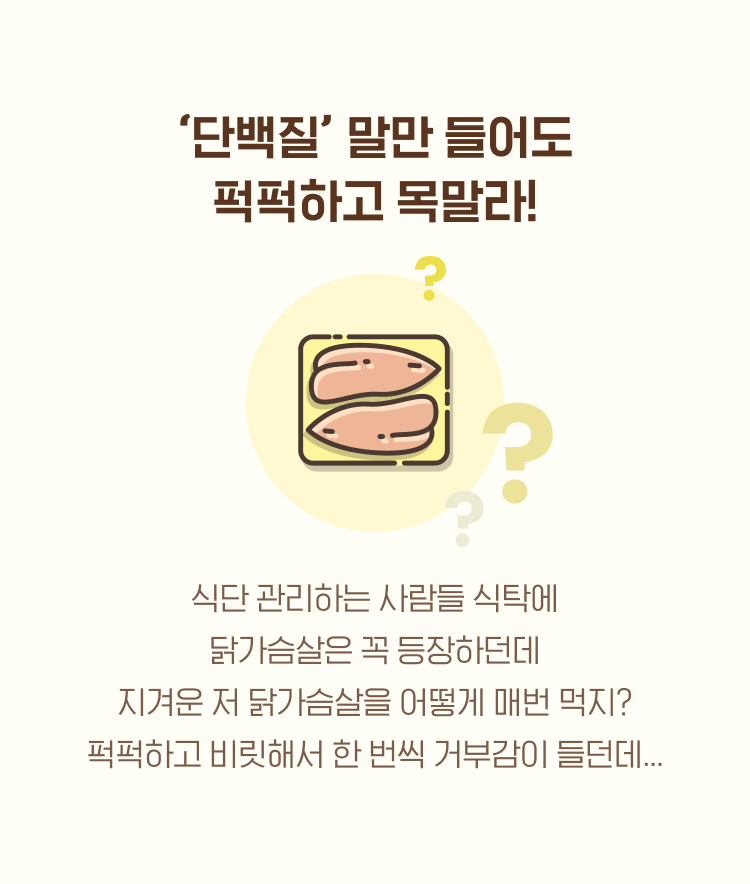 ‘단백질’ 말만 들어도
퍽퍽하고 목말라!
?
?
?
식단 관리하는 사람들 식탁에
닭가슴살은 꼭 등장하던데
지겨운 저 닭가슴살을 어떻게 매번 먹지?
퍽퍽하고 비릿해서 한 번씩 거부감이 들던데...